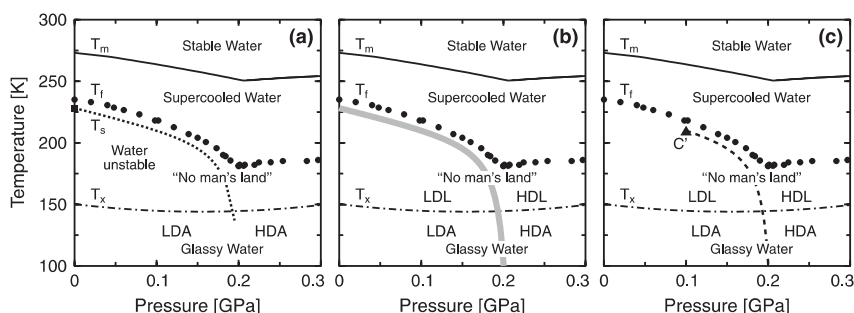 300
250
200
150
100
Temperature [K]
(a)
Tm
Stable Water
Tf
Supercooled Water
Ts
Water
unstable
"No man's land"
Tx
LDA
HDA
Glassy Water
0
0.1
0.2
0.3
Pressure [GPa]
(b)
Tm
Stable Water
Tf
Supercooled Water
"No man's land"
LDL
HDL
Tx
LDA
HDA
Glassy Water
0
0.1
0.2
0.3
Pressure [GPa]
(c)
Tm
Stable Water
Tf
Supercooled Water
C'
"No man's land"
Tx
LDA
HDA
Glassy Water
0
0.1
0.2
0.3
Pressure [GPa]